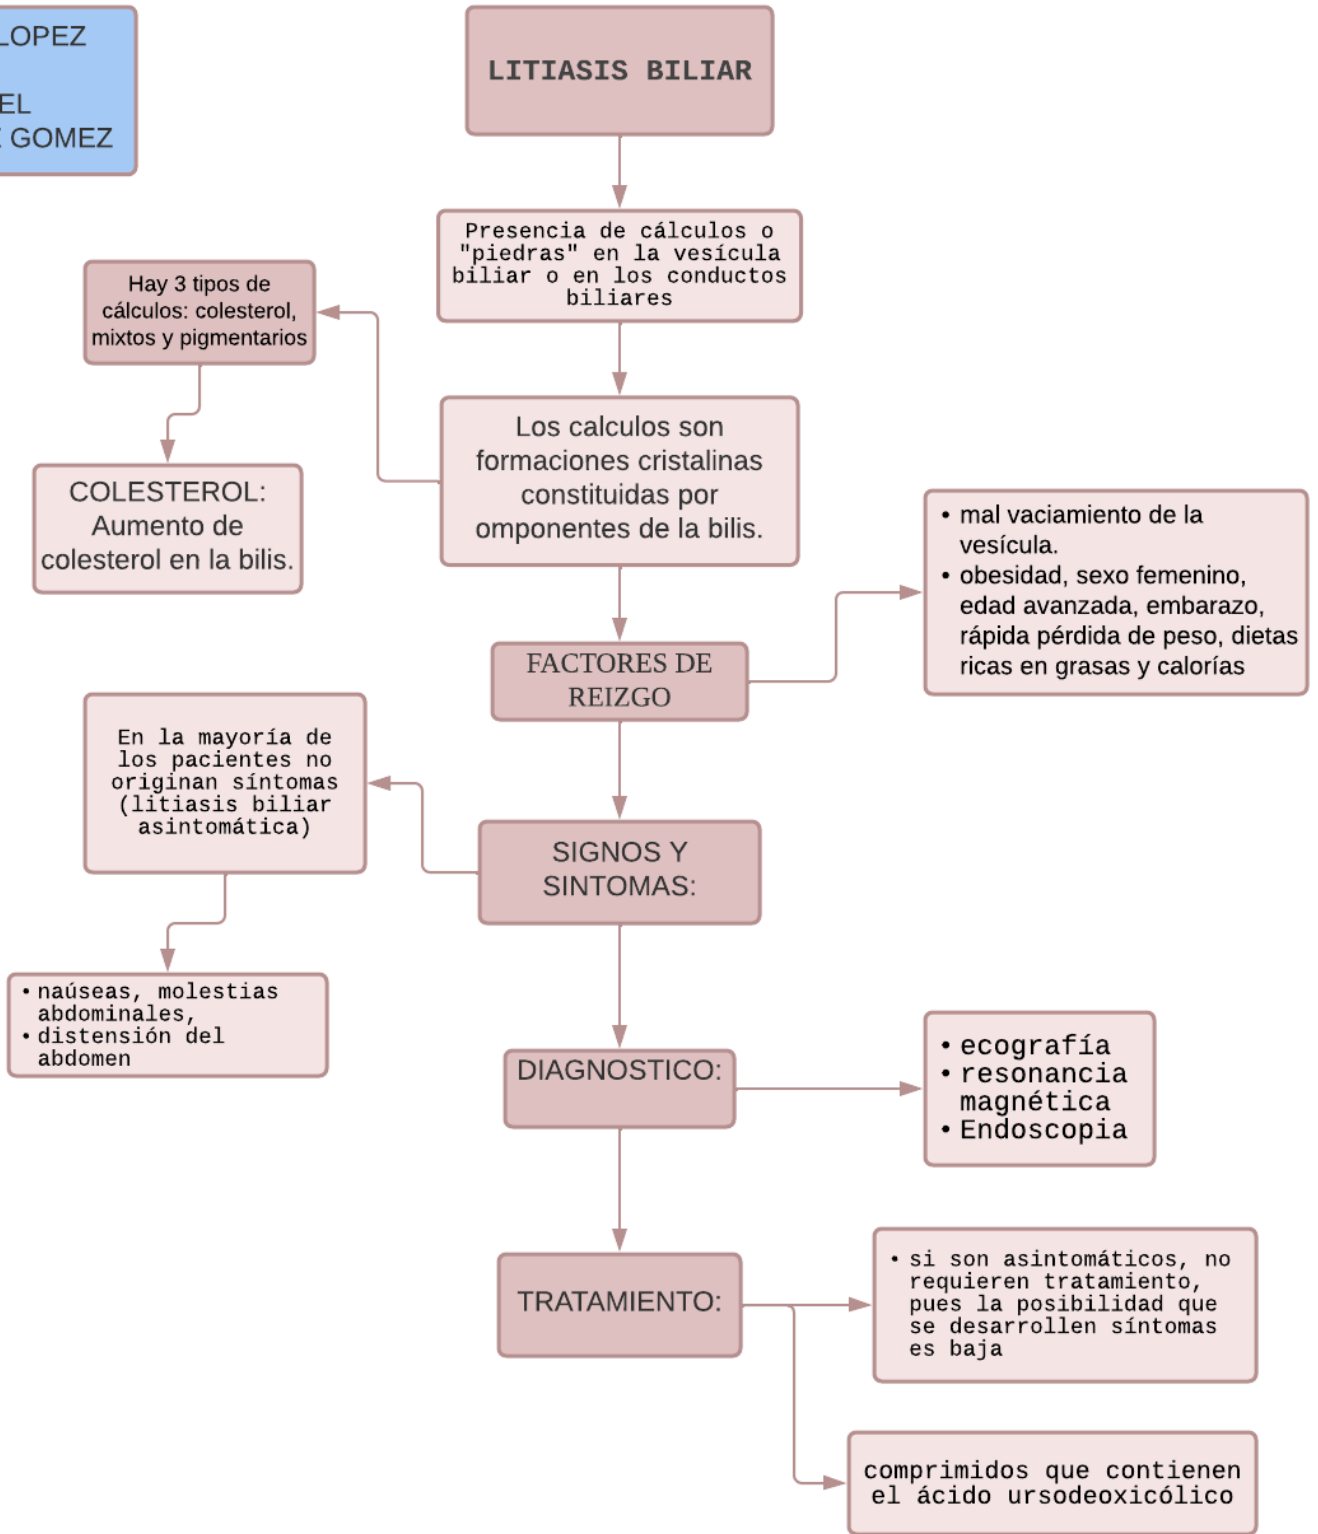 LOPEZ
EL
GOMEZ
LITIASIS BILIAR
Presencia de cálculos o
"piedras" en la vesícula
biliar o en los conductos
biliares
Hay 3 tipos de
cálculos: colesterol,
mixtos y pigmentarios
COLESTEROL:
Aumento de
colesterol en la bilis.
Los calculos son
formaciones cristalinas
constituidas por
omponentes de la bilis.
• mal vaciamiento de la
vesícula.
• obesidad, sexo femenino,
edad avanzada, embarazo,
rápida pérdida de peso, dietas
ricas en grasas y calorías
FACTORES DE
REIZGO
En la mayoría de
los pacientes no
originan síntomas
(litiasis biliar
asintomática)
SIGNOS Y
SINTOMAS:
• naúseas, molestias
abdominales,
• distensión del
abdomen
DIAGNOSTICO:
• ecografía
• resonancia
magnética
• Endoscopia
TRATAMIENTO:
• si son asintomáticos, no
requieren tratamiento,
pues la posibilidad que
se desarrollen síntomas
es baja
comprimidos que contienen
el ácido ursodeoxicólico